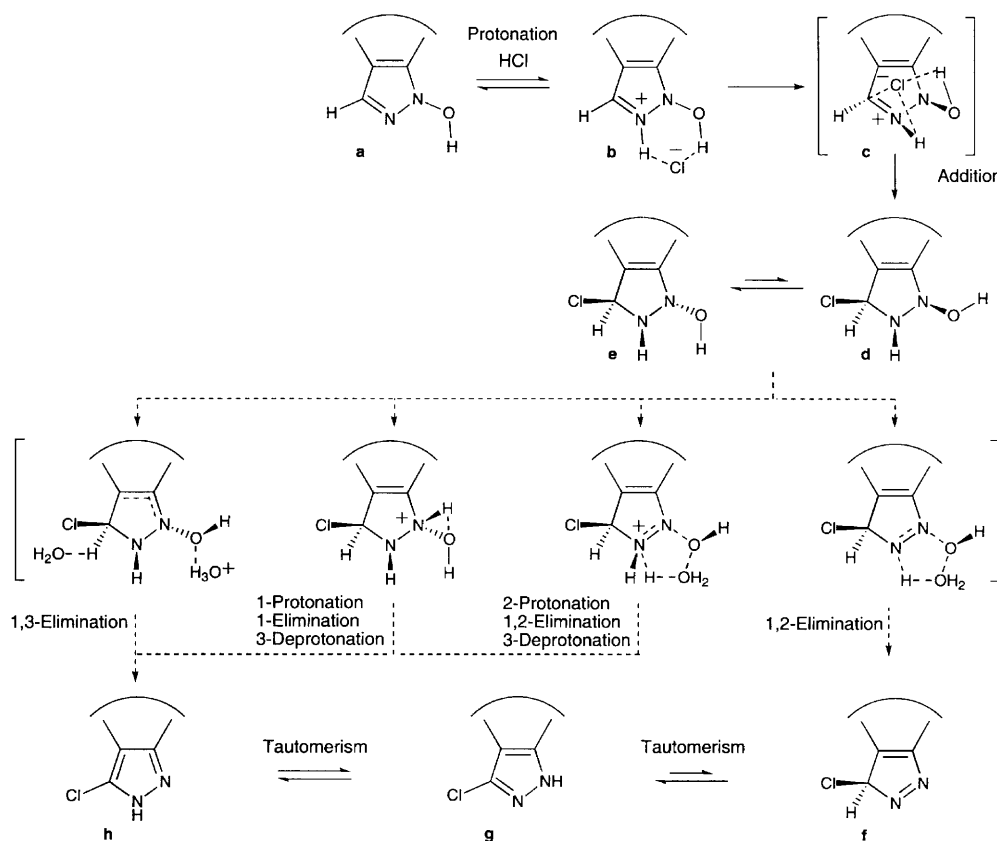 Protonation
HCl
H
N
N
O
H
a
H
+
N
N
O
H
H
−
Cl
b
−
Cl
H
H
N
O
N
+
H
c
Addition
Cl
H
N
N
O
H
H
e
Cl
H
N
N
O
H
H
d
Cl
H2O
H
N
N
H
O
H
H3O+
Cl
H
N
N
+
H
H
O
H
Cl
H
+
N
N
H
H
O
H
OH2
Cl
H
N
N
O
H
H
OH2
1,3-Elimination
1-Protonation
1-Elimination
3-Deprotonation
2-Protonation
1,2-Elimination
3-Deprotonation
1,2-Elimination
Cl
N
N
H
h
Tautomerism
Cl
N
NH
g
Tautomerism
Cl
H
N
N
f